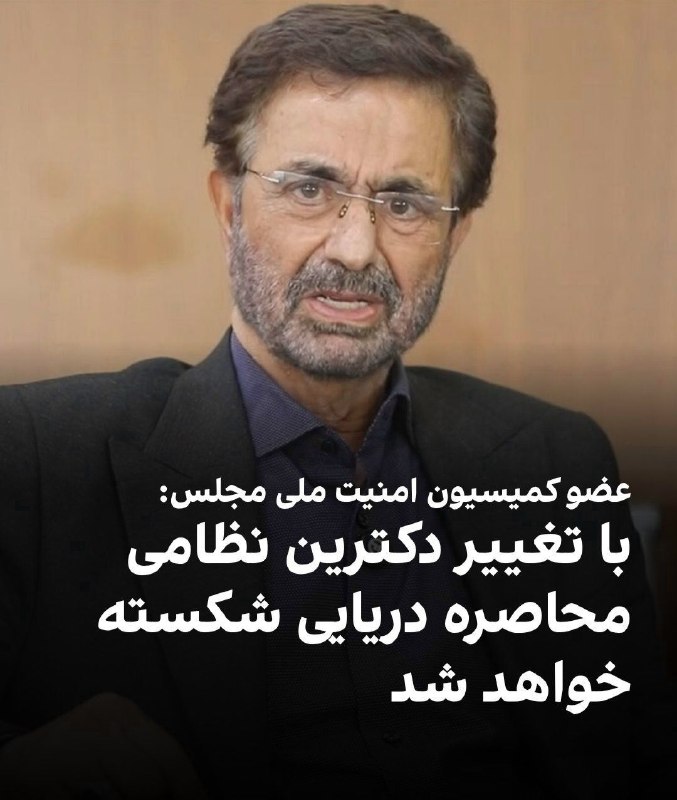 عضو کمیسیون امنیت ملی مجلس:
با تغییر دکترین نظامی
محاصره دریایی شکسته
خواهد شد